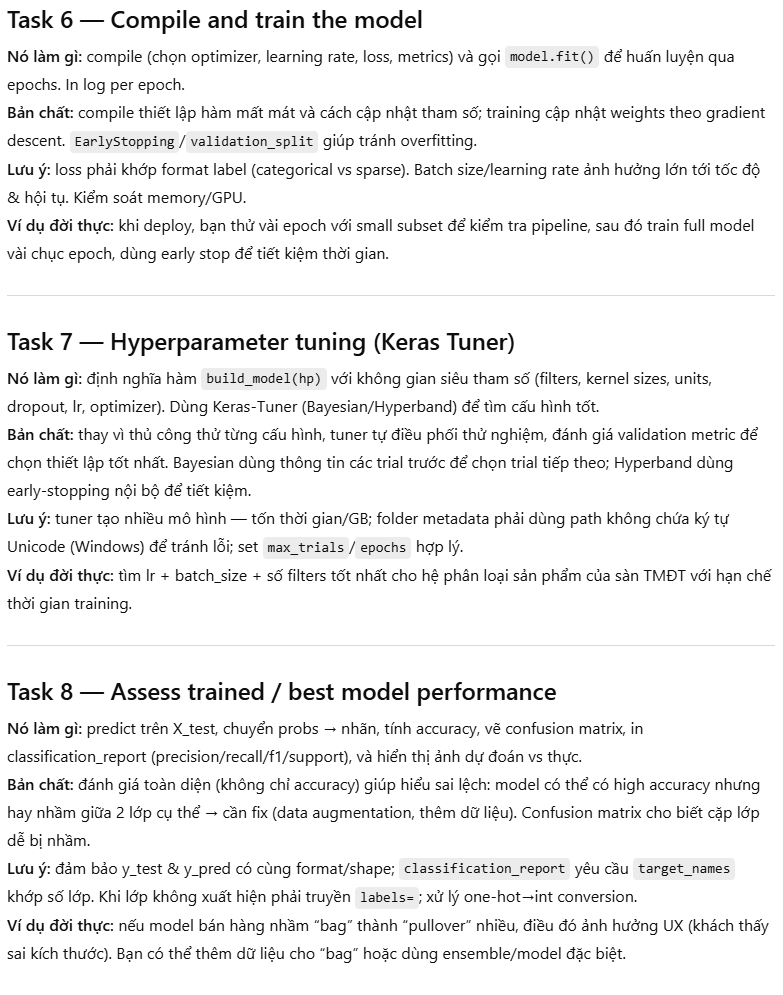 Task 6 — Compile and train the model
Nó làm gì: compile (chọn optimizer, learning rate, loss, metrics) và gọi model.fit() để huấn luyện qua
epochs. In log per epoch.
Bản chất: compile thiết lập hàm mất mát và cách cập nhật tham số; training cập nhật weights theo gradient
descent. EarlyStopping/validation_split giúp tránh overfitting.
Lưu ý: loss phải khớp format label (categorical vs sparse). Batch size/learning rate ảnh hưởng lớn tới tốc độ
& hội tụ. Kiểm soát memory/GPU.
Ví dụ đời thực: khi deploy, bạn thử vài epoch với small subset để kiểm tra pipeline, sau đó train full model
vài chục epoch, dùng early stop để tiết kiệm thời gian.
Task 7 — Hyperparameter tuning (Keras Tuner)
Nó làm gì: định nghĩa hàm build_model(hp) với không gian siêu tham số (filters, kernel sizes, units,
dropout, lr, optimizer). Dùng Keras-Tuner (Bayesian/Hyperband) để tìm cấu hình tốt.
Bản chất: thay vì thủ công thử từng cấu hình, tuner tự điều phối thử nghiệm, đánh giá validation metric để
chọn thiết lập tốt nhất. Bayesian dùng thông tin các trial trước để chọn trial tiếp theo; Hyperband dùng
early-stopping nội bộ để tiết kiệm.
Lưu ý: tuner tạo nhiều mô hình — tốn thời gian/GB; folder metadata phải dùng path không chứa ký tự
Unicode (Windows) để tránh lỗi; set max_trials/epochs hợp lý.
Ví dụ đời thực: tìm lr + batch_size + số filters tốt nhất cho hệ phân loại sản phẩm của sàn TMĐT với hạn chế
thời gian training.
Task 8 — Assess trained / best model performance
Nó làm gì: predict trên X_test, chuyển probs → nhãn, tính accuracy, vẽ confusion matrix, in
classification_report (precision/recall/f1/support), và hiển thị ảnh dự đoán vs thực.
Bản chất: đánh giá toàn diện (không chỉ accuracy) giúp hiểu sai lệch: model có thể có high accuracy nhưng
hay nhầm giữa 2 lớp cụ thể → cần fix (data augmentation, thêm dữ liệu). Confusion matrix cho biết cặp lớp
dễ bị nhầm.
Lưu ý: đảm bảo y_test & y_pred có cùng format/shape; classification_report yêu cầu target_names
khớp số lớp. Khi lớp không xuất hiện phải truyền labels=; xử lý one-hot→int conversion.
Ví dụ đời thực: nếu model bán hàng nhầm “bag” thành “pullover” nhiều, điều đó ảnh hưởng UX (khách thấy
sai kích thước). Bạn có thể thêm dữ liệu cho “bag” hoặc dùng ensemble/model đặc biệt.